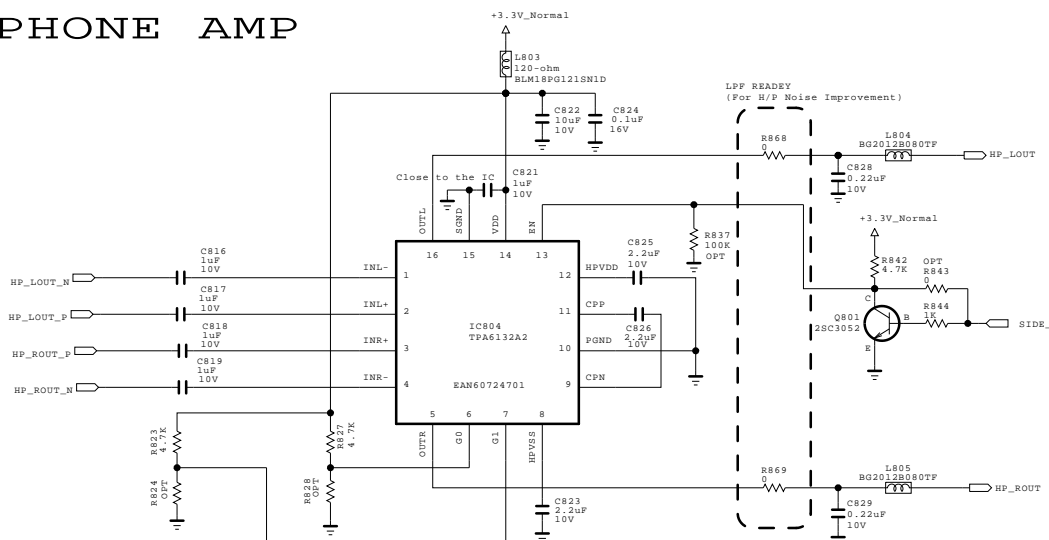 PHONE AMP
+3.3V_Normal
L803
120-ohm
BLM18PG121SN1D
C822
10uF
10V
C824
0.1uF
16V
LPF READEY
(For H/P Noise Improvement)
R868
0
L804
BG2012B080TF
HP_LOUT
C828
0.22uF
10V
Close to the IC
C821
1uF
10V
OUTL
SGND
VDD
EN
16
15
14
13
+3.3V_Normal
R837
100K
OPT
R842
4.7K
OPT
R843
0
R844
1K
C
B
E
Q801
2SC3052
SIDE_
C816
1uF
10V
HP_LOUT_N
INL-
1
C817
1uF
10V
HP_LOUT_P
INL+
2
C818
1uF
10V
HP_ROUT_P
INR+
3
C819
1uF
10V
HP_ROUT_N
INR-
4
IC804
TPA6132A2
EAN60724701
C825
2.2uF
10V
12
HPVDD
11
CPP
C826
2.2uF
10V
10
PGND
9
CPN
5
6
7
8
OUTR
G0
G1
HPVSS
R823
4.7K
R827
4.7K
R824
OPT
R828
OPT
C823
2.2uF
10V
R869
0
L805
BG2012B080TF
HP_ROUT
C829
0.22uF
10V